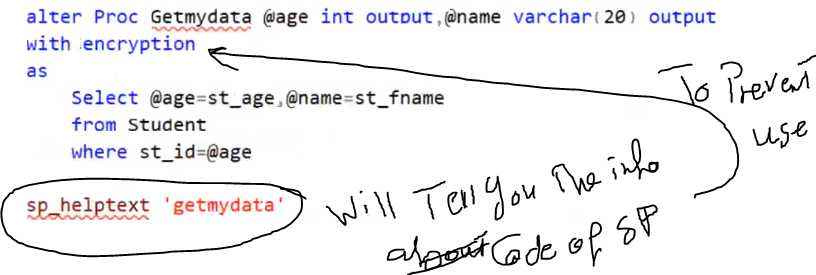 alter Proc Getmydata @age int output,@name varchar(20) output
with encryption
as
Select @age=st_age,@name=st_fname
from Student
where st_id=@age
To Prevent
use
sp_helptext 'getmydata'
Will Tell you The info
about Code of SP